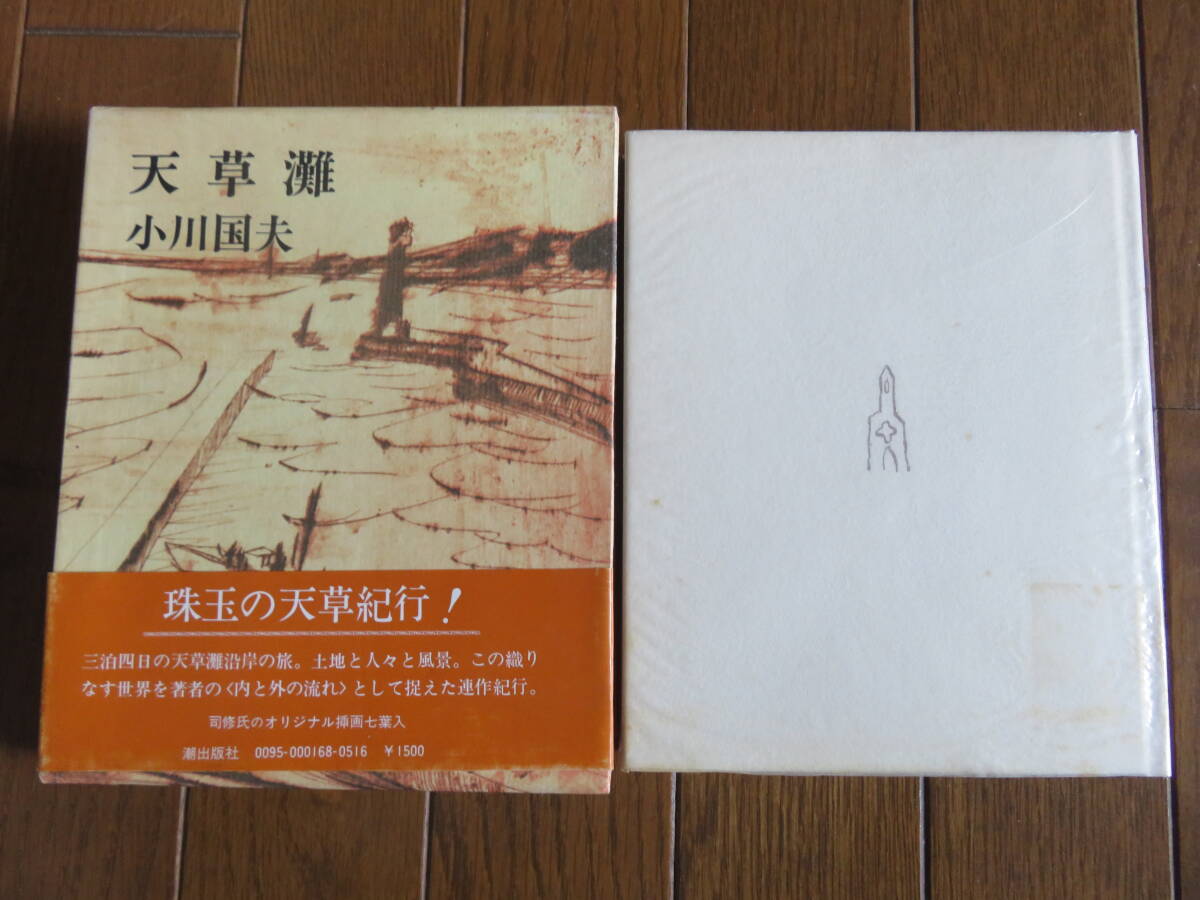 天草灘
小川国夫
珠玉の天草紀行！
三泊四日の天草灘沿岸の旅。土地と人々と風景。この織り
なす世界を著者の〈内と外の流れ〉として捉えた連作紀行。
司修氏のオリジナル挿画七葉入
潮出版社 0095-000168-0516 ￥1500